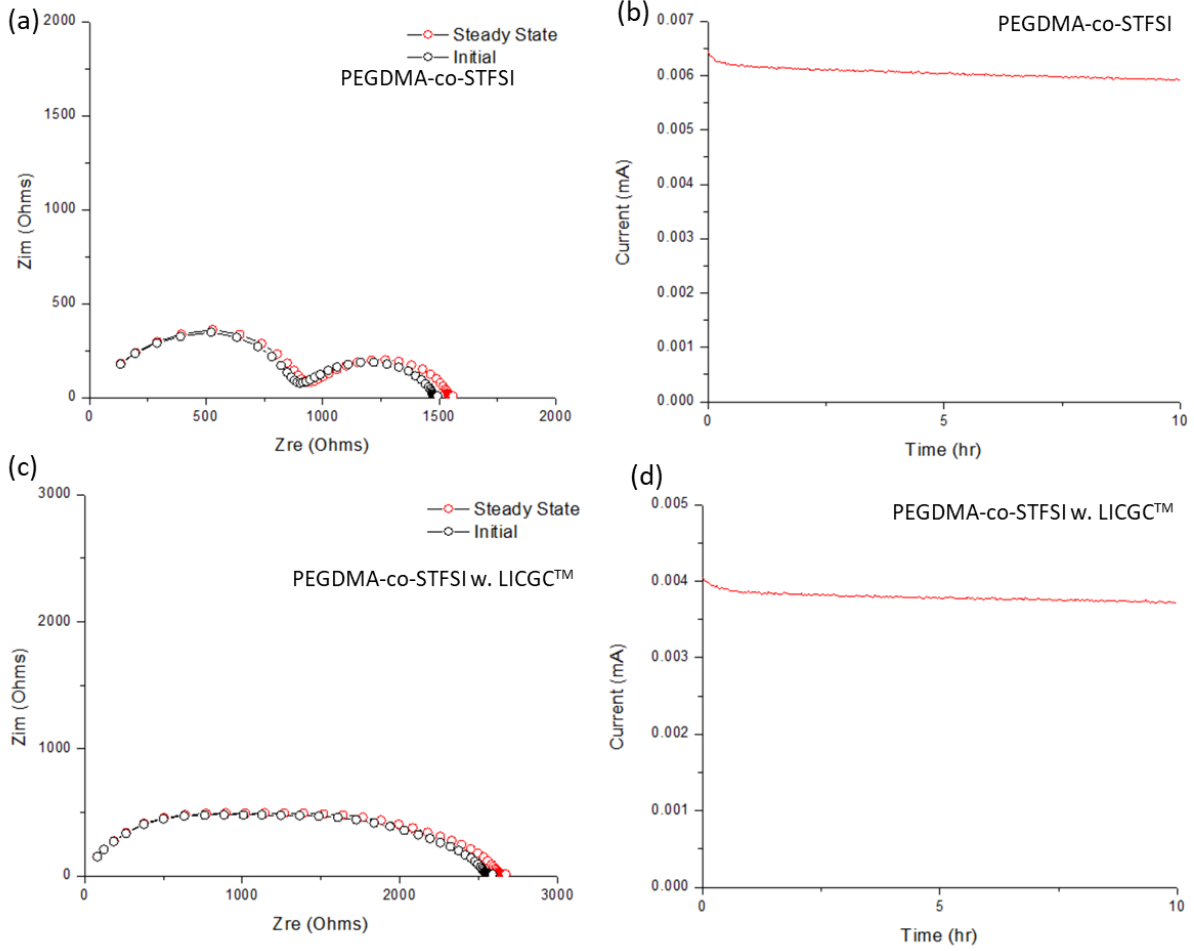 (a)
2000
1500
1000
500
0
Zim (Ohms)
Steady State
Initial
PEGDMA-co-STFSI
0
500
1000
1500
2000
Zre (Ohms)
(b)
0.007
0.006
0.005
0.004
0.003
0.002
0.001
0.000
Current (mA)
PEGDMA-co-STFSI
0
5
10
Time (hr)
(c)
3000
2000
1000
0
Zim (Ohms)
Steady State
Initial
PEGDMA-co-STFSI w. LICGC™
0
1000
2000
3000
Zre (Ohms)
(d)
0.005
0.004
0.003
0.002
0.001
0.000
Current (mA)
PEGDMA-co-STFSI w. LICGC™
0
5
10
Time (hr)